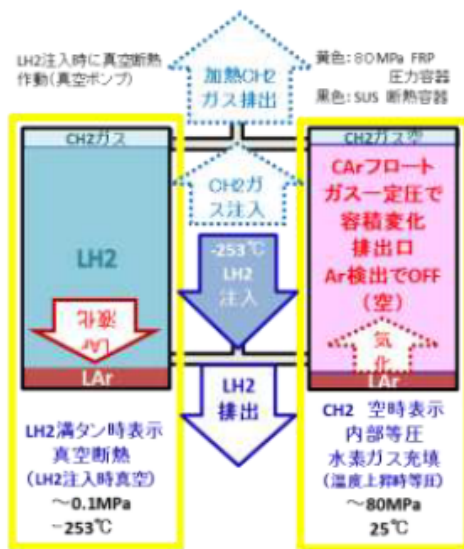 LH2注入時に真空断熱
作動(真空ポンプ)
加熱CH2
ガス排出
黄色:80MPa FRP
圧力容器
黒色:SUS 断熱容器
CH2ガス
LH2
液化
LAr
LAr
CH2ガ
ス注入
-253℃
LH2
注入
LH2
排出
CH2ガス空
CArフロート
ガス一定圧で
容積変化
排出口
Ar検出でOFF
(空)
気
化
LAr
LH2満タン時表示
真空断熱
(LH2注入時真空)
~0.1MPa
-253℃
CH2 空時表示
内部等圧
水素ガス充填
(温度上昇時等圧)
~80MPa
25℃